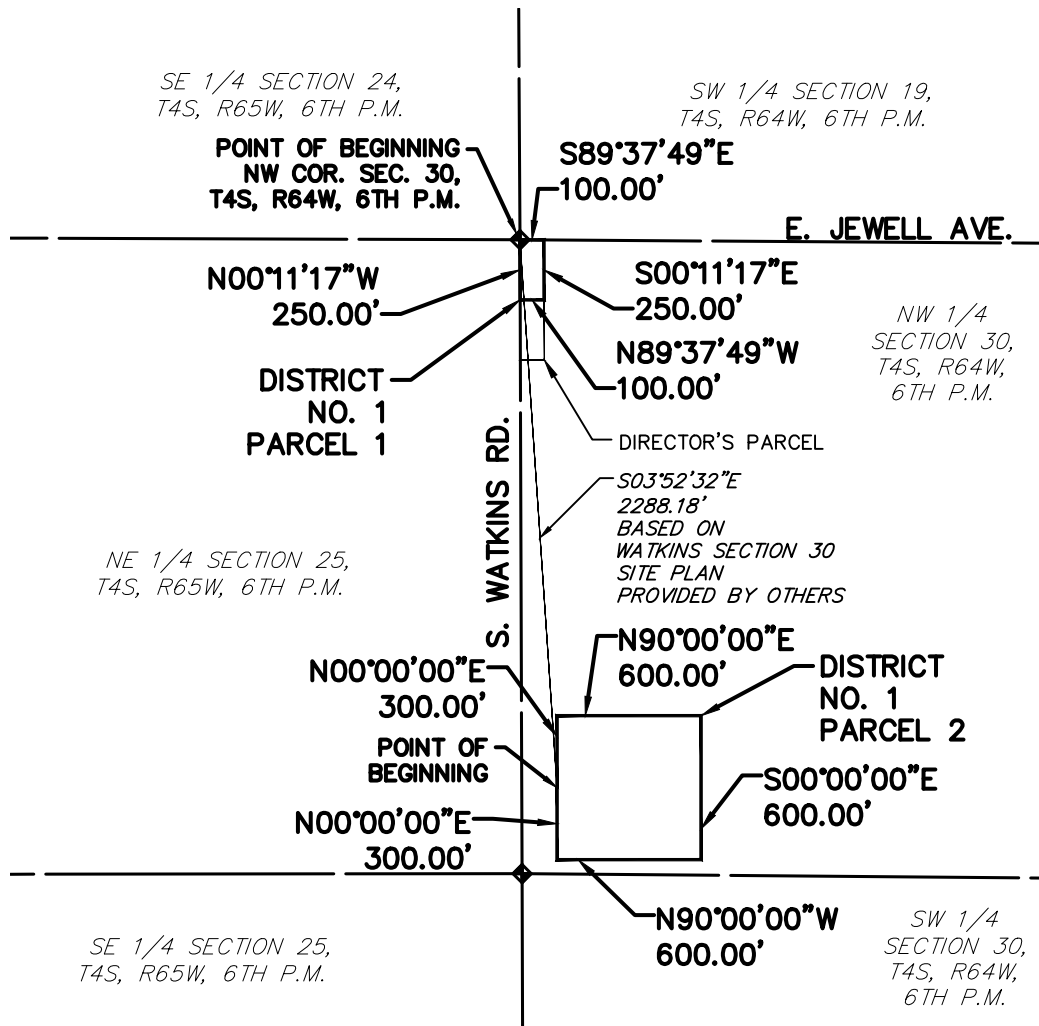 SE 1/4 SECTION 24,
T4S, R65W, 6TH P.M.
SW 1/4 SECTION 19,
T4S, R64W, 6TH P.M.
POINT OF BEGINNING
NW COR. SEC. 30,
T4S, R64W, 6TH P.M.
S89°37'49"E
100.00'
E. JEWELL AVE.
N00°11'17"W
250.00'
S00°11'17"E
250.00'
NW 1/4
SECTION 30,
T4S, R64W,
6TH P.M.
N89°37'49"W
100.00'
DISTRICT
NO. 1
PARCEL 1
DIRECTOR'S PARCEL
S. WATKINS RD.
S03°52'32"E
2288.18'
BASED ON
WATKINS SECTION 30
SITE PLAN
PROVIDED BY OTHERS
NE 1/4 SECTION 25,
T4S, R65W, 6TH P.M.
N90°00'00"E
600.00'
N00°00'00"E
300.00'
DISTRICT
NO. 1
PARCEL 2
POINT OF
BEGINNING
S00°00'00"E
600.00'
N00°00'00"E
300.00'
N90°00'00"W
600.00'
SE 1/4 SECTION 25,
T4S, R65W, 6TH P.M.
SW 1/4
SECTION 30,
T4S, R64W,
6TH P.M.